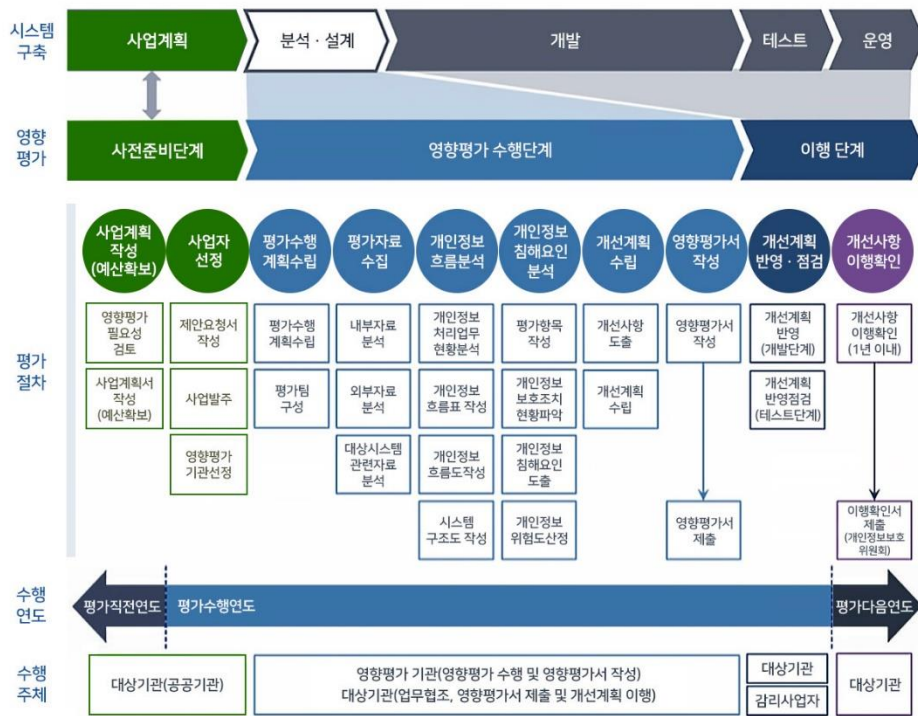 시스템
구축
사업계획
분석 · 설계
개발
테스트
운영
영향
평가
사전준비단계
영향평가 수행단계
이행 단계
평가
절차
사업계획
작성
(예산확보)
사업자
선정
평가수행
계획수립
평가자료
수집
개인정보
흐름분석
개인정보
침해요인
분석
개선계획
수립
영향평가서
작성
개선계획
반영 · 점검
개선사항
이행확인
영향평가
필요성
검토
제안요청서
작성
평가수행
계획수립
내부자료
분석
개인정보
처리업무
현황분석
평가항목
작성
개선사항
도출
영향평가서
작성
개선계획
반영
(개발단계)
개선사항
이행확인
(1년 이내)
사업계획서
작성
(예산확보)
사업발주
평가팀
구성
외부자료
분석
개인정보
흐름표 작성
개인정보
보호조치
현황파악
개선계획
수립
개선계획
반영점검
(테스트단계)
영향평가
기관선정
대상시스템
관련자료
분석
개인정보
흐름도작성
개인정보
침해요인
도출
시스템
구조도 작성
개인정보
위험도산정
영향평가서
제출
이행확인서
제출
(개인정보보호
위원회)
수행
연도
평가직전연도
평가수행연도
평가다음연도
수행
주체
대상기관(공공기관)
영향평가 기관(영향평가 수행 및 영향평가서 작성)
대상기관(업무협조, 영향평가서 제출 및 개선계획 이행)
대상기관
감리사업자
대상기관